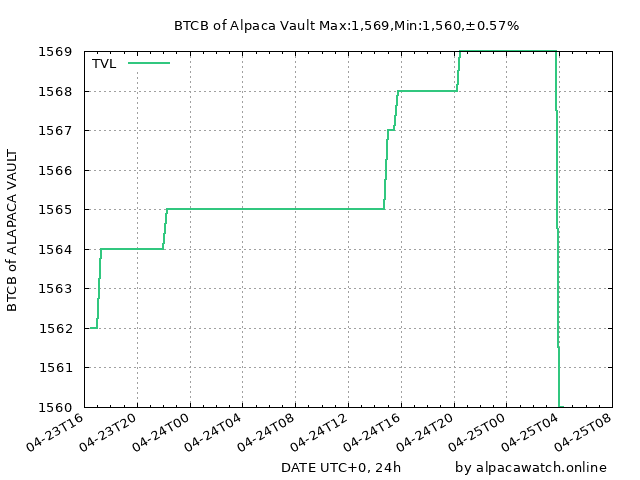 BTCB of Alpaca Vault Max:1,569,Min:1,560,±0.57%
TVL
BTCB of ALAPACA VAULT
1569
1568
1567
1566
1565
1564
1563
1562
1561
1560
04-23T16
04-23T20
04-24T00
04-24T04
04-24T08
04-24T12
04-24T16
04-24T20
04-25T00
04-25T04
04-25T08
DATE UTC+0, 24h
by alpacawatch.online